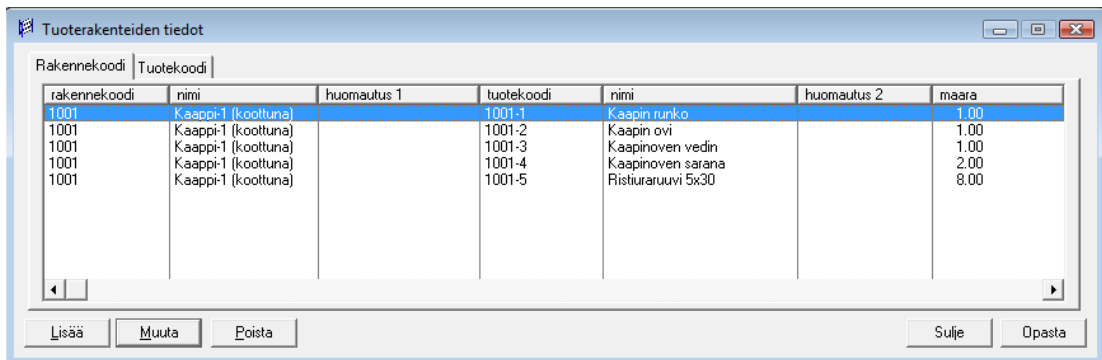 Tuoterakenteiden tiedot
Rakennekoodi Tuotekoodi
rakennekoodi nimi huomautus 1 tuotekoodi nimi huomautus 2 maara
1001 Kaappi-1 (koottuna) 1001-1 Kaapin runko 1.00
1001 Kaappi-1 (koottuna) 1001-2 Kaapin ovi 1.00
1001 Kaappi-1 (koottuna) 1001-3 Kaapinoven vedin 1.00
1001 Kaappi-1 (koottuna) 1001-4 Kaapinoven sarana 2.00
1001 Kaappi-1 (koottuna) 1001-5 Ristiuraruuvi 5x30 8.00
Lisää Muuta Poista Sulje Opasta